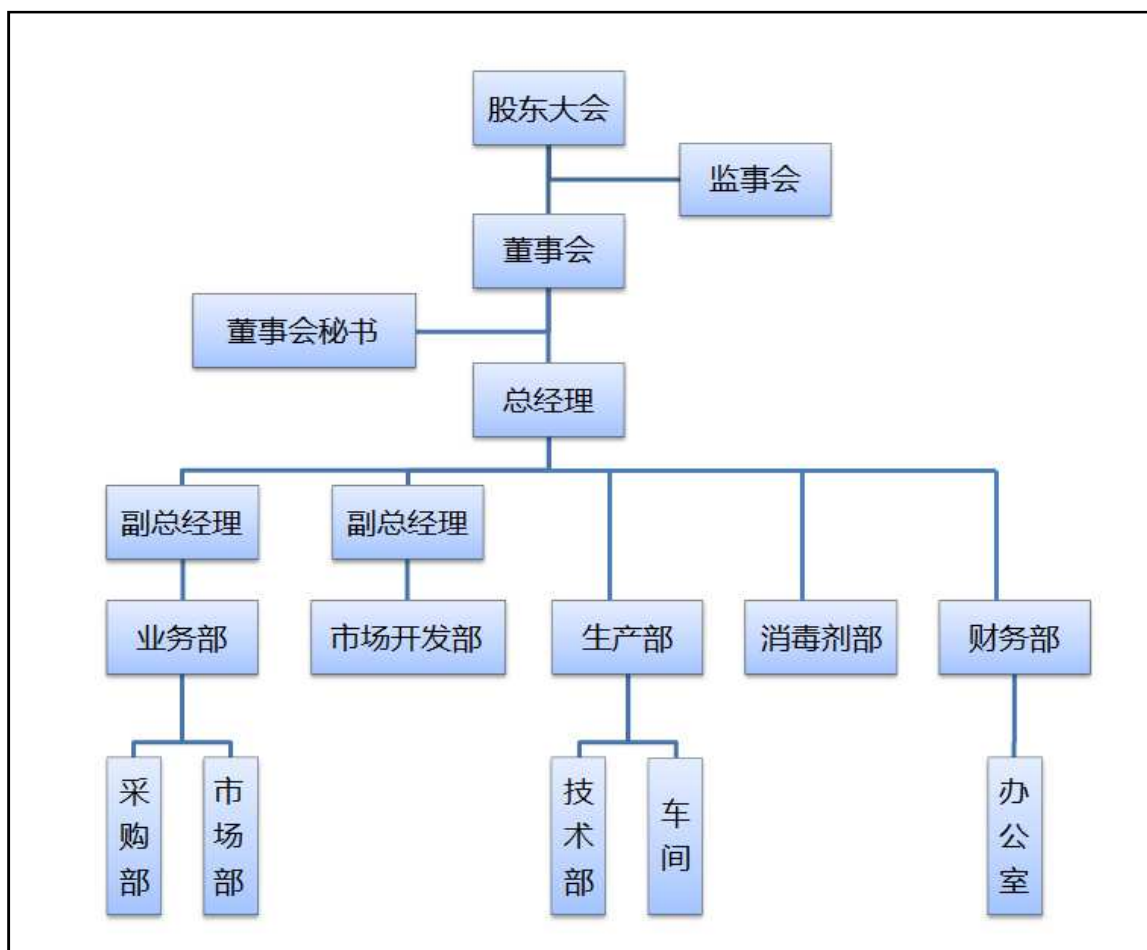 股东大会
监事会
董事会
董事会秘书
总经理
副总经理
副总经理
业务部
市场开发部
生产部
消毒剂部
财务部
采购部
市场部
技术部
车间
办公室